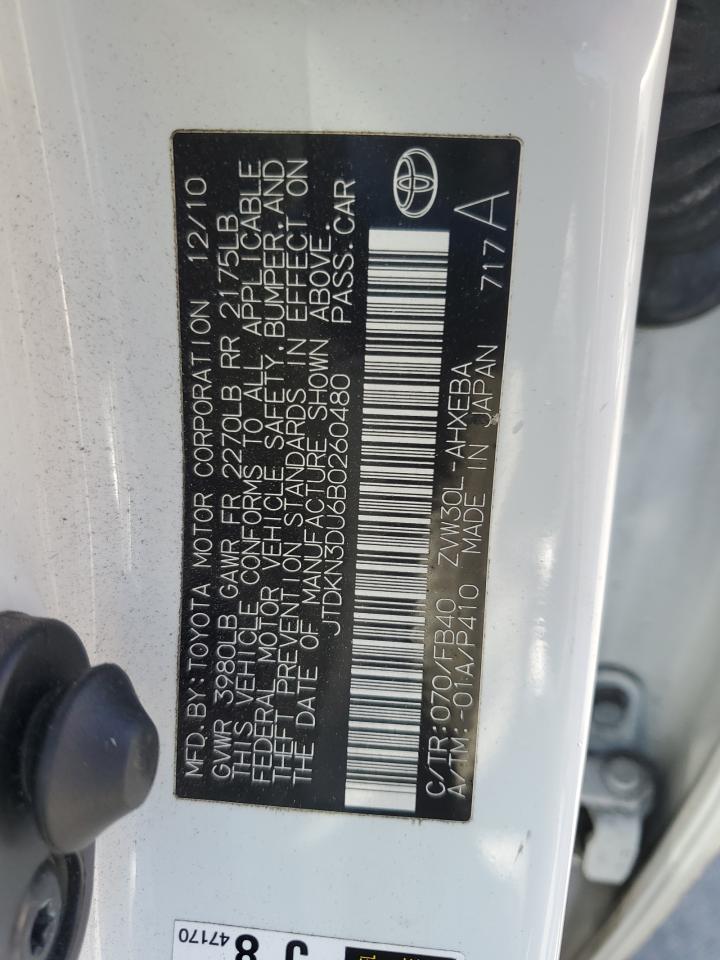 MFD. BY: TOYOTA MOTOR CORPORATION 12/10
GVWR 3980LB GAWR FR 2270LB RR 2175LB
THIS VEHICLE CONFORMS TO ALL APPLICABLE
FEDERAL MOTOR VEHICLE SAFETY, BUMPER, AND
THEFT PREVENTION STANDARDS IN EFFECT ON
THE DATE OF MANUFACTURE SHOWN ABOVE.
JTDKN3DU6B0260480 PASS. CAR
C/TR: 070/FB40 ZVW30L-AHXEBA
A/TM: -01A/P410 MADE IN JAPAN 717A
47170
8
J